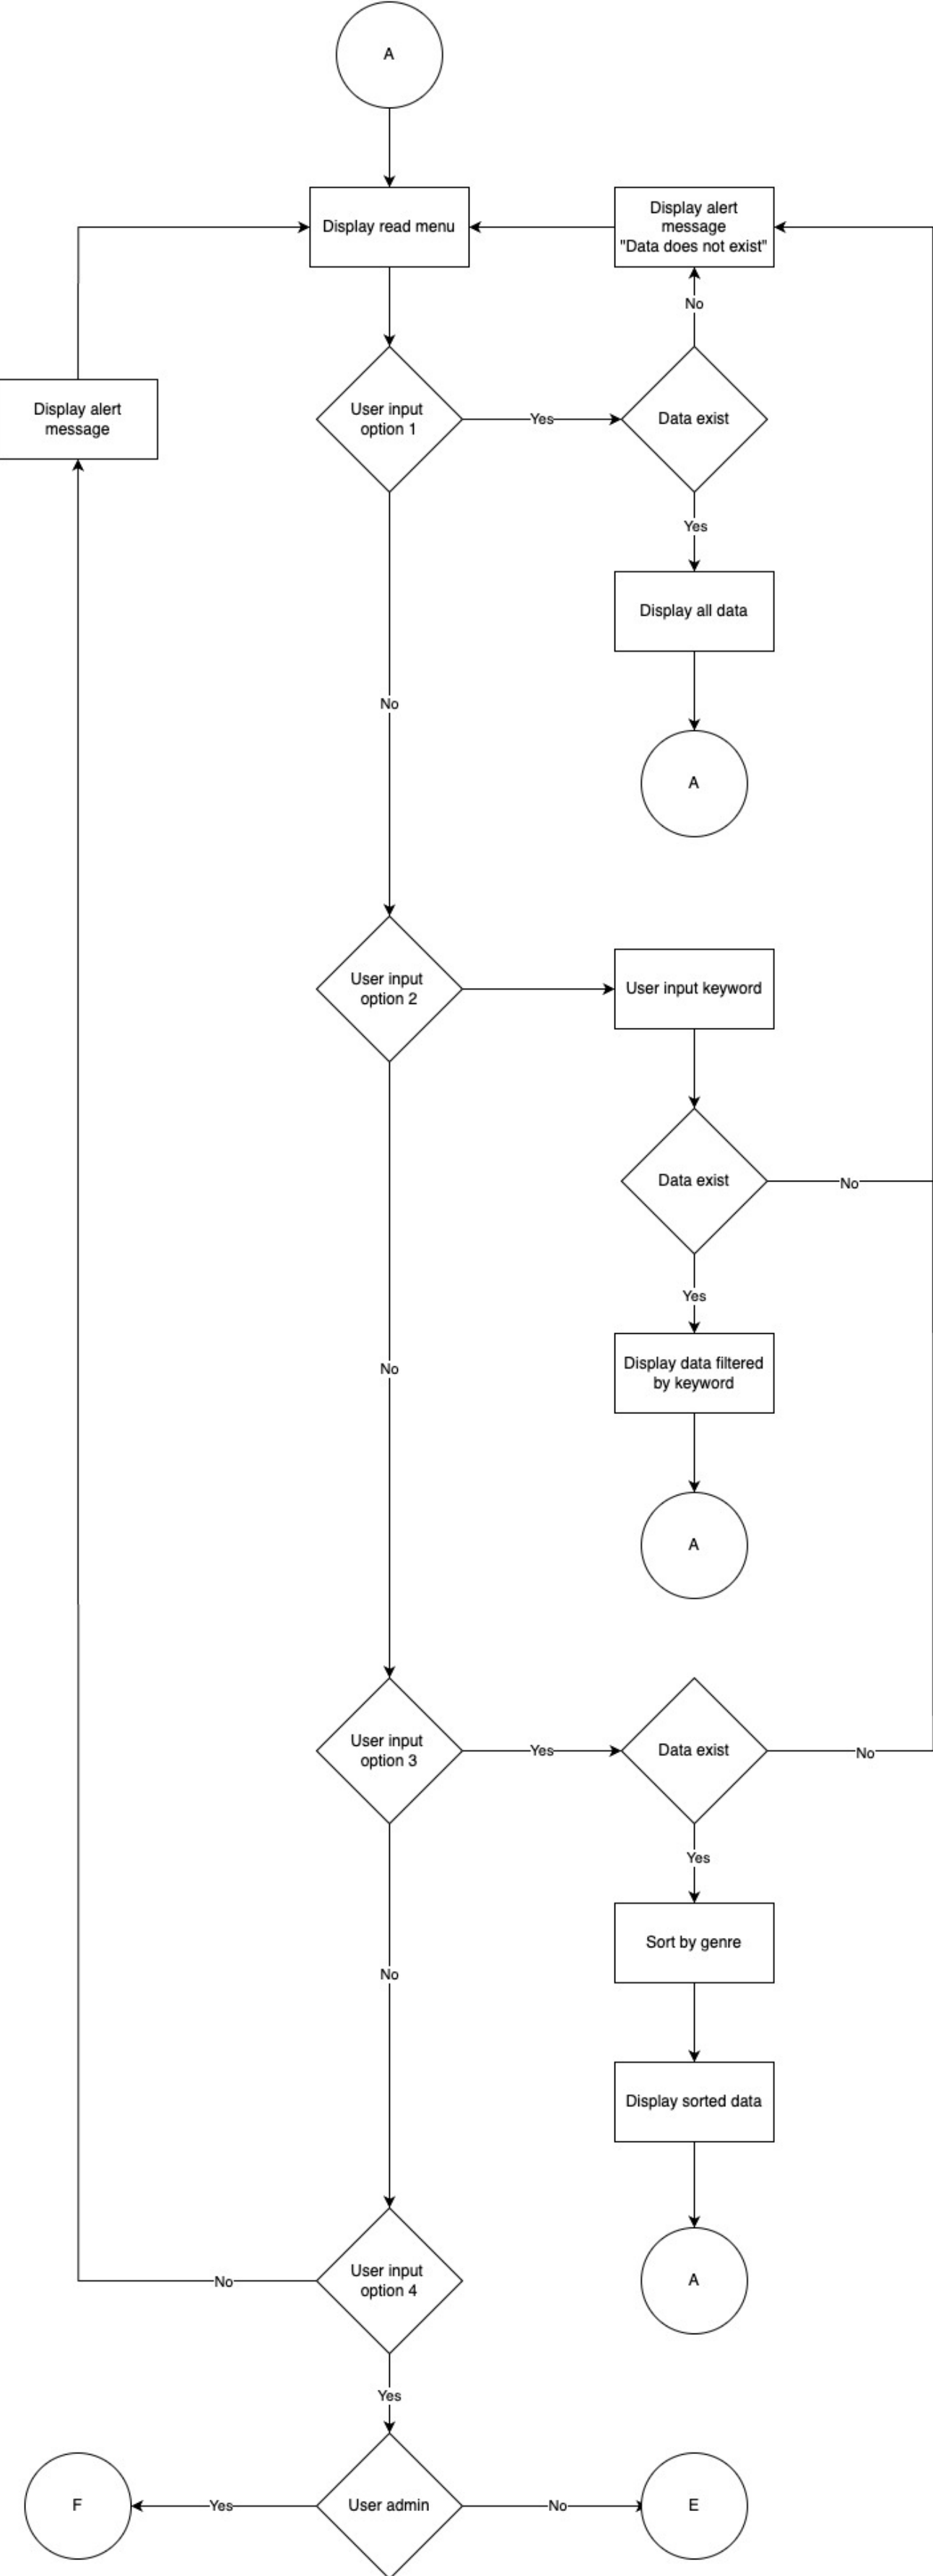 A
Display read menu
Display alert
message
"Data does not exist"
No
Display alert
message
User input
option 1
Yes
Data exist
Yes
Display all data
No
A
User input
option 2
User input keyword
Data exist
No
Yes
Display data filtered
by keyword
No
A
User input
option 3
Yes
Data exist
No
Yes
Sort by genre
No
Display sorted data
User input
option 4
No
A
Yes
F
Yes
User admin
No
E